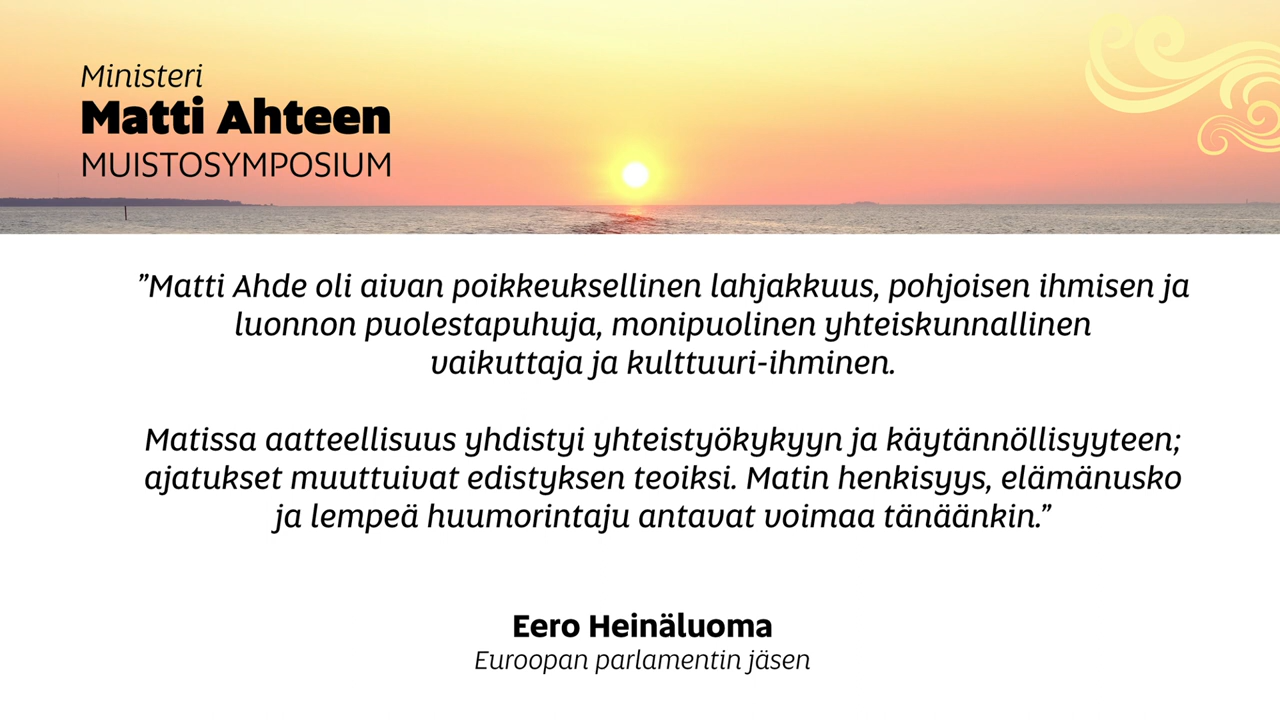 Ministeri
Matti Ahteen
MUISTOSYMPOSIUM
”Matti Ahde oli aivan poikkeuksellinen lahjakkuus, pohjoisen ihmisen ja
luonnon puolestapuhuja, monipuolinen yhteiskunnallinen
vaikuttaja ja kulttuuri-ihminen.
Matissa aatteellisuus yhdistyi yhteistyökykyyn ja käytännöllisyyteen;
ajatukset muuttuivat edistyksen teoiksi. Matin henkisyys, elämänusko
ja lempeä huumorintaju antavat voimaa tänäänkin.”
Eero Heinäluoma
Euroopan parlamentin jäsen